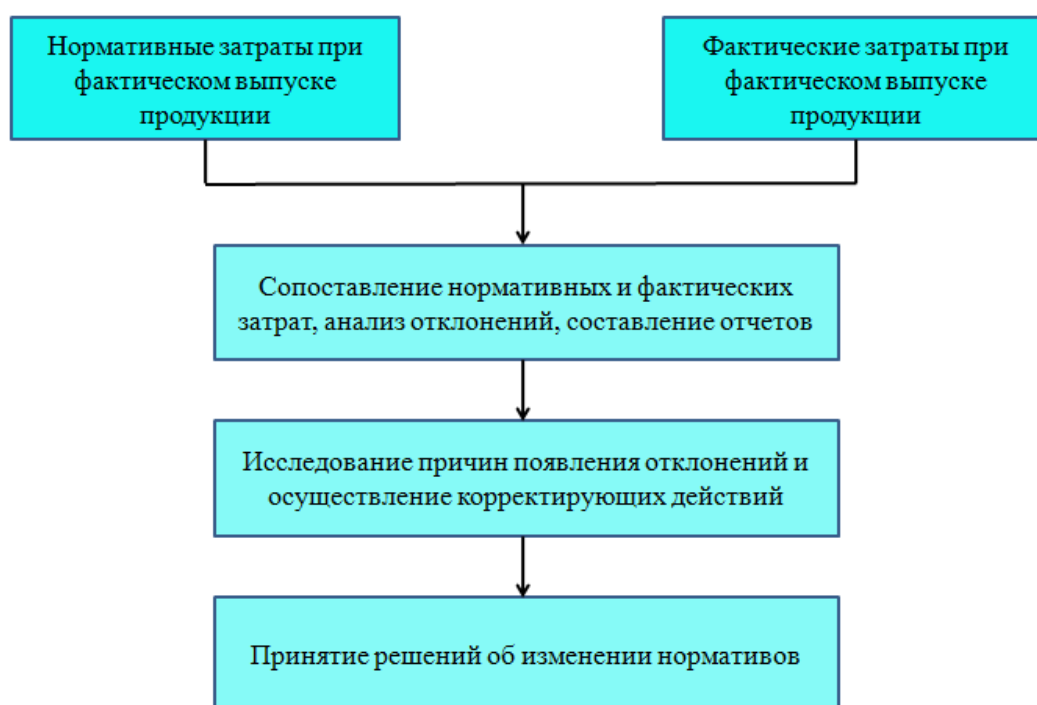 Нормативные затраты при
фактическом выпуске
продукции
Фактические затраты при
фактическом выпуске
продукции
Сопоставление нормативных и фактических
затрат, анализ отклонений, составление отчетов
Исследование причин появления отклонений и
осуществление корректирующих действий
Принятие решений об изменении нормативов